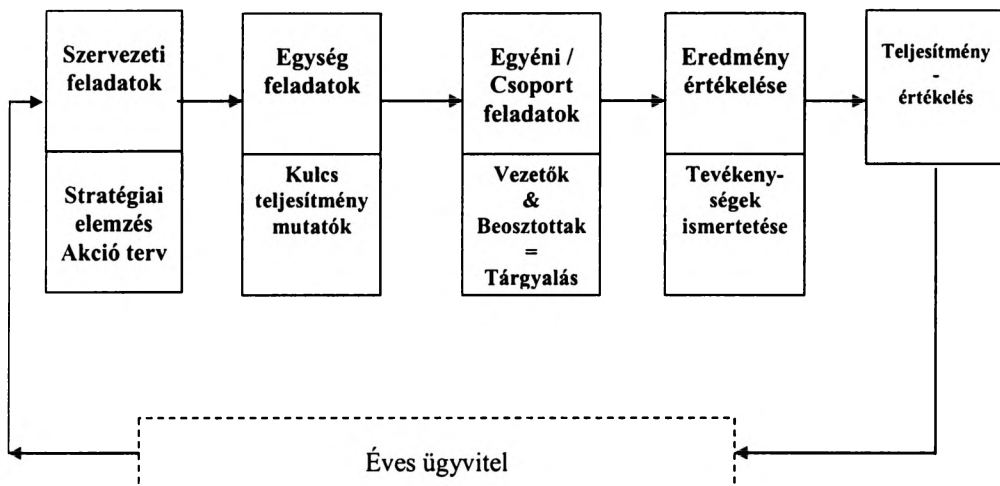 Szervezeti
feladatok
Stratégiai
elemzés
Akció terv
Egység
feladatok
Kulcs
teljesítmény
mutatók
Egyéni /
Csoport
feladatok
Vezetők
&
Beosztottak
=
Tárgyalás
Eredmény
értékelése
Tevékeny-
ségek
ismertetése
Teljesítmény
-
értékelés
Éves ügyvitel